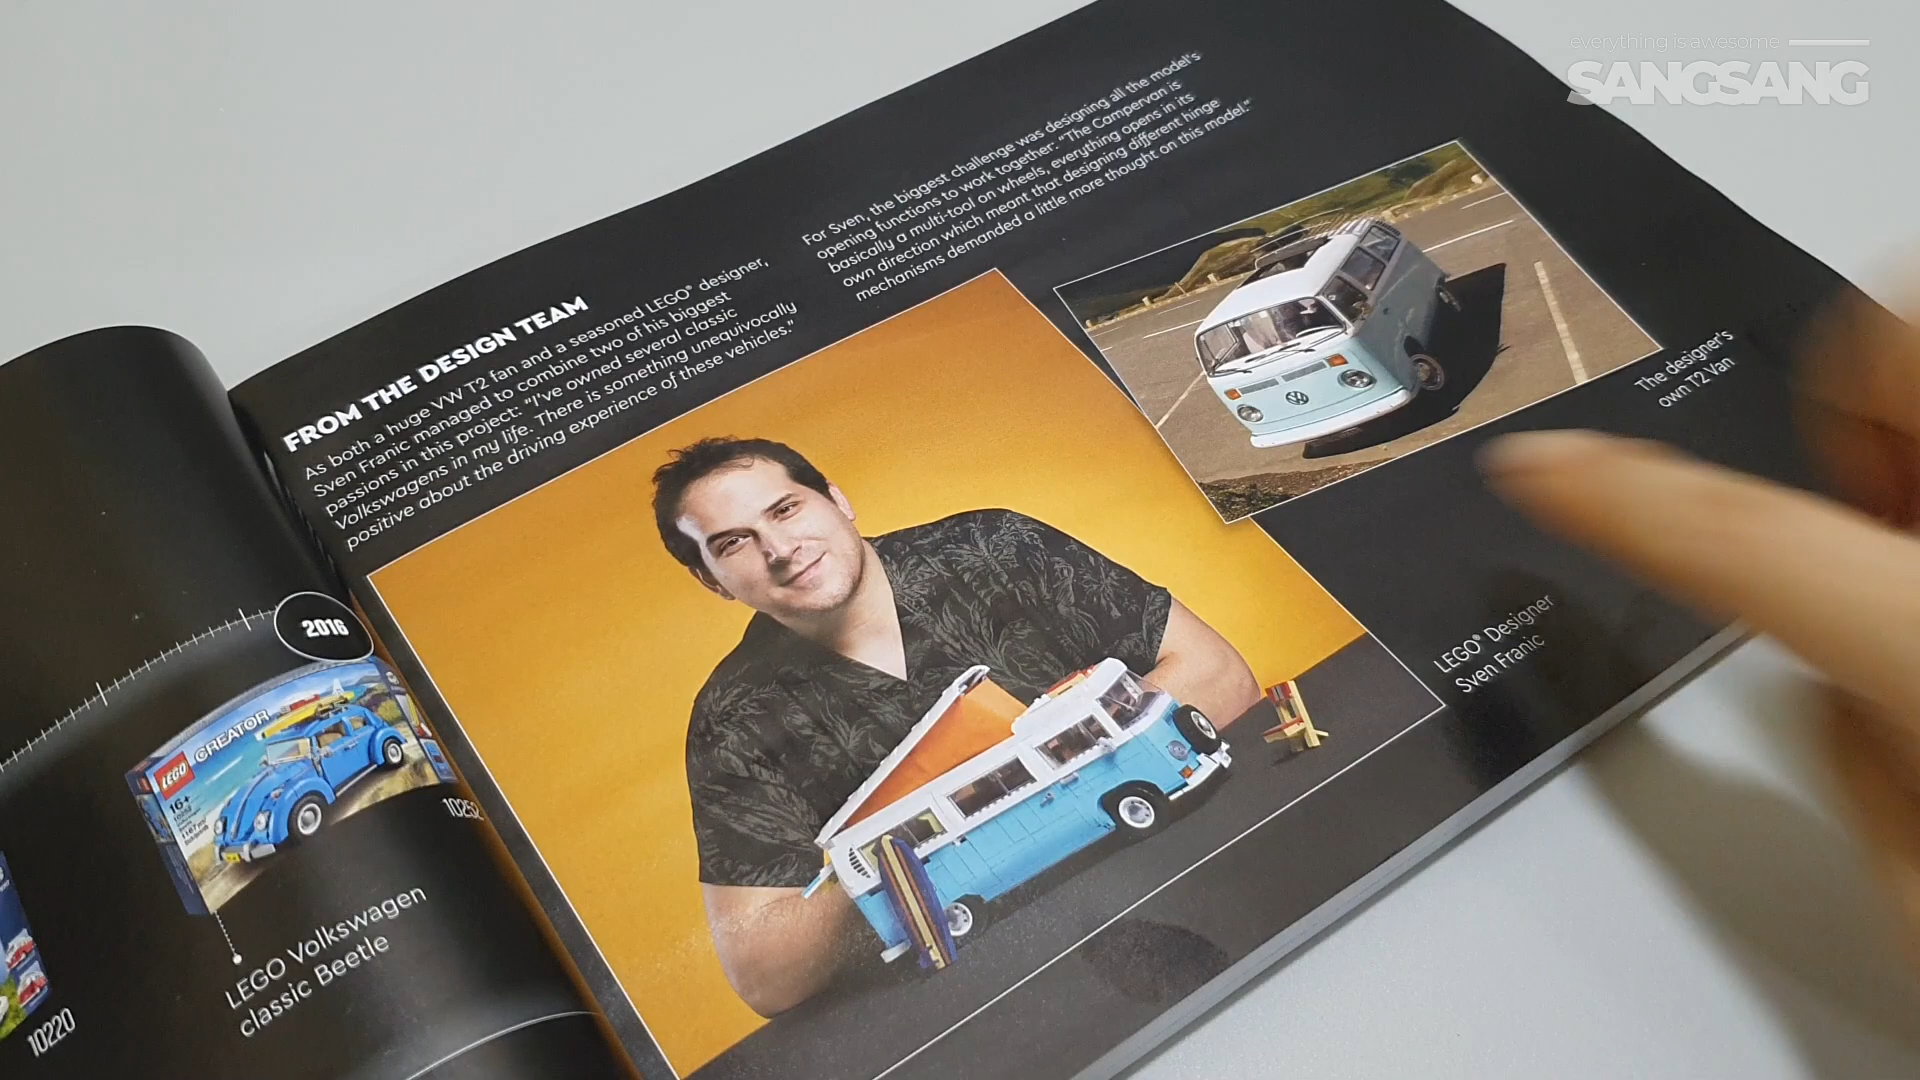 everything is awesome
SANGSANG
For Sven, the biggest challenge was designing all the model's
opening functions to work together: "The Campervan is
basically a multi-tool on wheels, everything opens in its
own direction which meant that designing different hinge
mechanisms demanded a little more thought on this model."
FROM THE DESIGN TEAM
As both a huge VW T2 fan and a seasoned LEGO® designer,
Sven Franic managed to combine two of his biggest
passions in this project: "I've owned several classic
Volkswagens in my life. There is something unequivocally
positive about the driving experience of these vehicles."
The designer's
own T2 Van
LEGO® Designer
Sven Franic
2016
LEGO
CREATOR
16+
10252
10252
LEGO Volkswagen
classic Beetle
10220